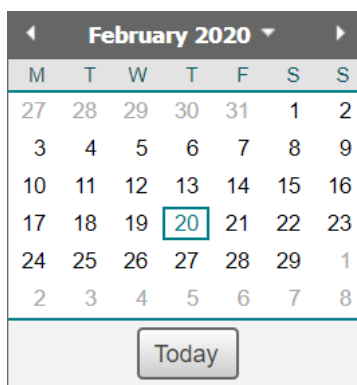 February 2020
M T W T F S S
27 28 29 30 31 1 2
3 4 5 6 7 8 9
10 11 12 13 14 15 16
17 18 19 20 21 22 23
24 25 26 27 28 29 1
2 3 4 5 6 7 8
Today